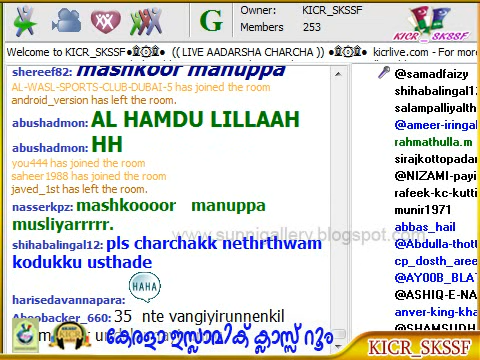 Owner: KICR_SKSSF
Members 253
G
KICR_SKSSF
Welcome to KICR_SKSSF (( LIVE AADARSHA CHARCHA )) kicrlive.com - For more
shereef82: mashkoor manuppa
AL-WASL-SPORTS-CLUB-DUBAI-5 has joined the room
android_version has left the room.
abushadmon: AL HAMDU LILLAAH
abushadmon: HH
you444 has joined the room
saheer1988 has joined the room
javed_1st has left the room.
nasserkpz: mashkoooor manuppa
musliyarrrrr.
www.sunnigallery.blogspot.com
shihabalingal12: pls charchakk nethrthwam
kodukku usthade
harisedavannapara: HAHA
Aboobacker_660: 35 nte vangiyirunnenkil
@samadfaizy
shihabalingal1
salampalliyalth
@ameer-iringal
rahmathulla.m
sirajkottopadar
@NIZAMI-payi
rafeek-kc-kutti
munir1971
abbas_hail
@Abdulla-thott
cp_dosth_aree
@AY00B_BLAT
@ASHIQ-E-NA
anver-king-kha
@SHAMSUDH
കേരളാ ഇസ്ലാമിക് ക്ലാസ്സ് റൂം
KICR_SKSSF